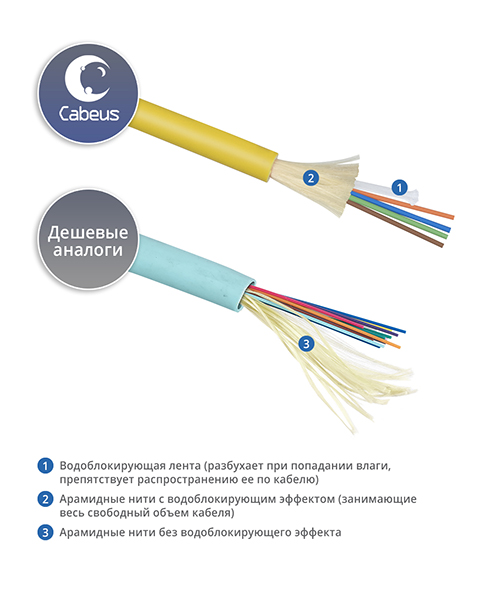 Cabeus
2
1
Дешевые
аналоги
3
1 Водоблокирующая лента (разбухает при попадании влаги,
препятствует распространению ее по кабелю)
2 Арамидные нити с водоблокирующим эффектом (занимающие
весь свободный объем кабеля)
3 Арамидные нити без водоблокирующего эффекта